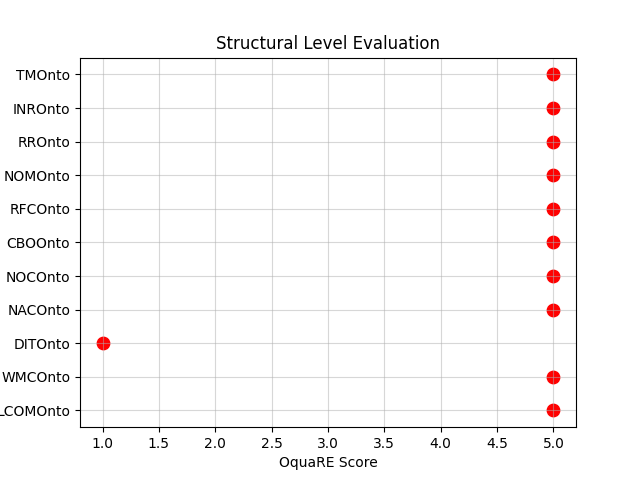 Structural Level Evaluation
TMOnto
INROnto
RROnto
NOMOnto
RFCOnto
CBOOnto
NOCOnto
NACOnto
DITOnto
WMCOnto
LCOMOnto
1.0 1.5 2.0 2.5 3.0 3.5 4.0 4.5 5.0
OquaRE Score